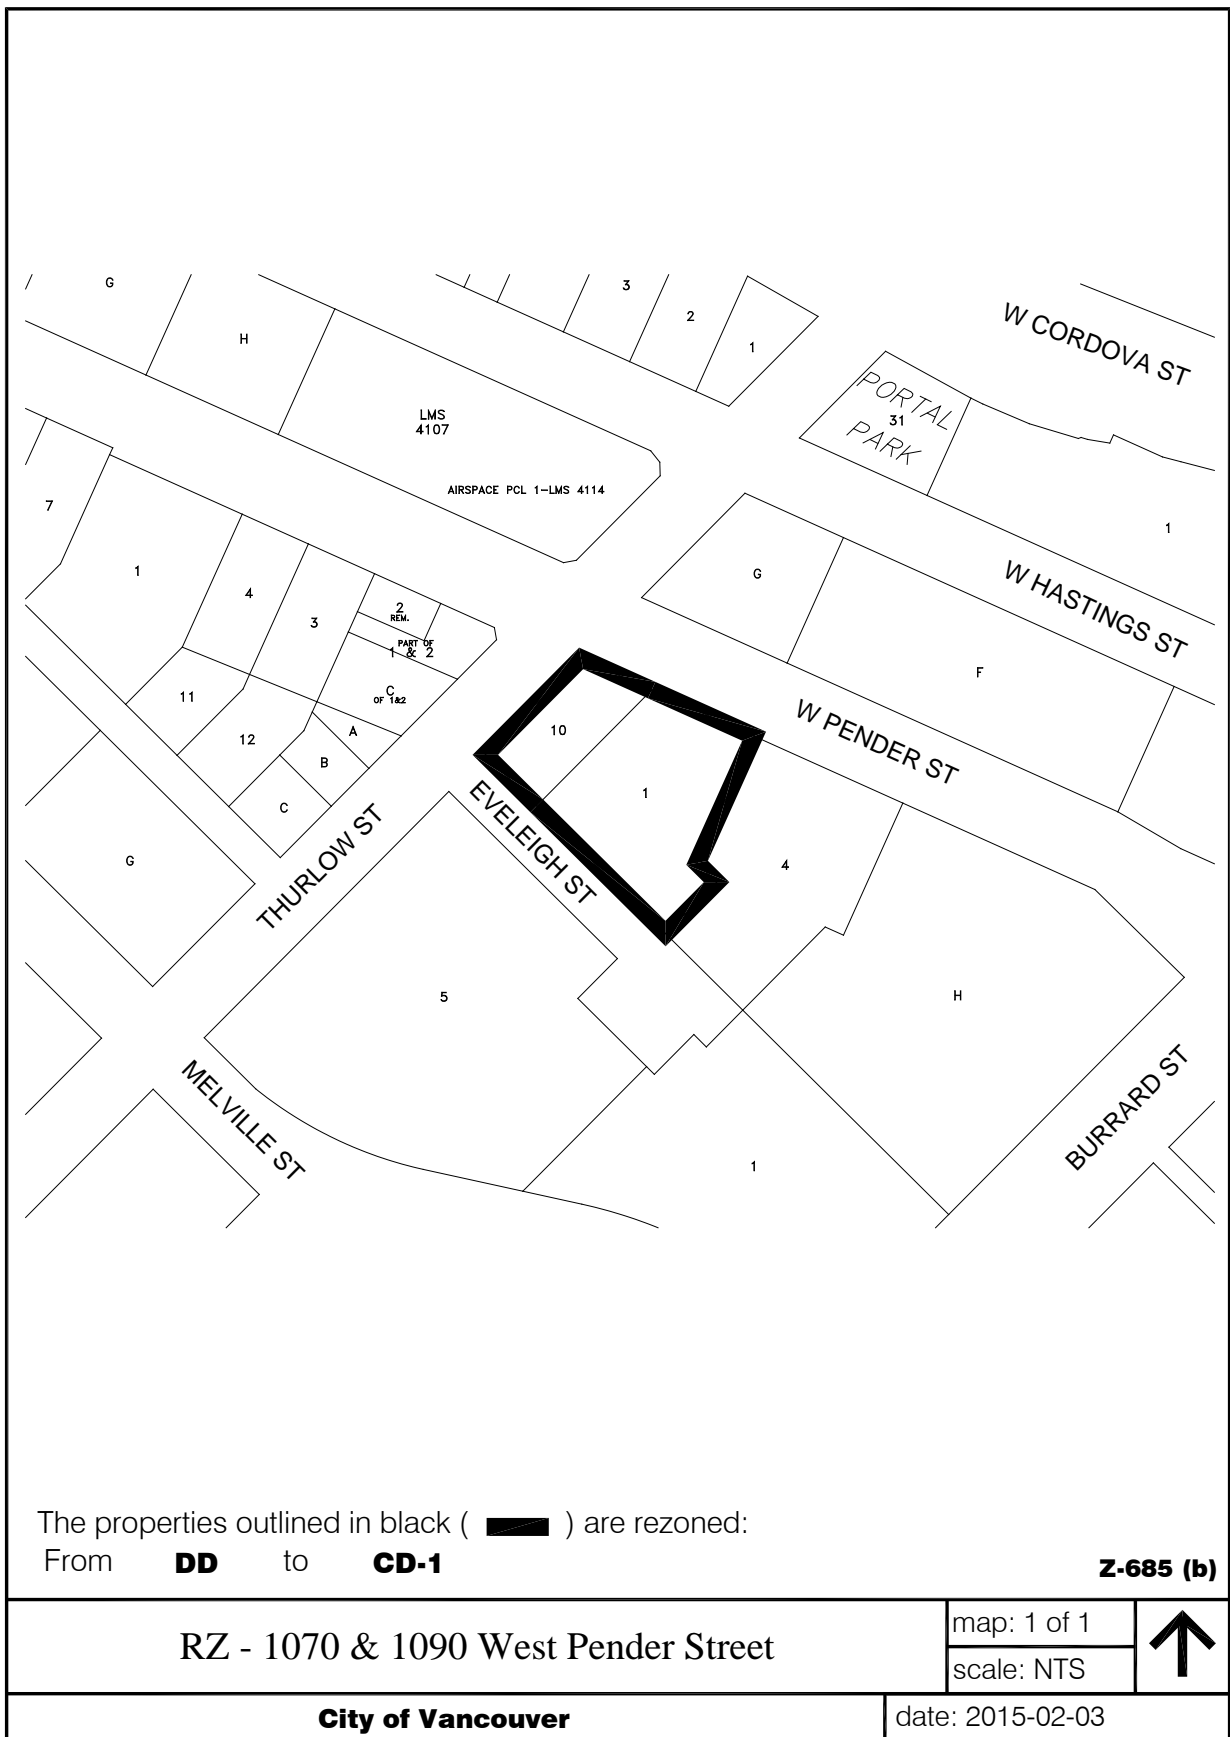 G
3
H
2
1
W CORDOVA ST
LMS
4107
PORTAL
31
PARK
AIRSPACE PCL 1-LMS 4114
7
1
1
4
3
2
REM.
PART OF
1 & 2
G
W HASTINGS ST
C
OF 1&2
11
F
12
A
B
10
W PENDER ST
C
1
EVELEIGH ST
THURLOW ST
G
4
5
H
MELVILLE ST
BURRARD ST
1
The properties outlined in black ( ) are rezoned:
From DD to CD-1
Z-685 (b)
RZ - 1070 & 1090 West Pender Street
map: 1 of 1
scale: NTS
City of Vancouver
date: 2015-02-03